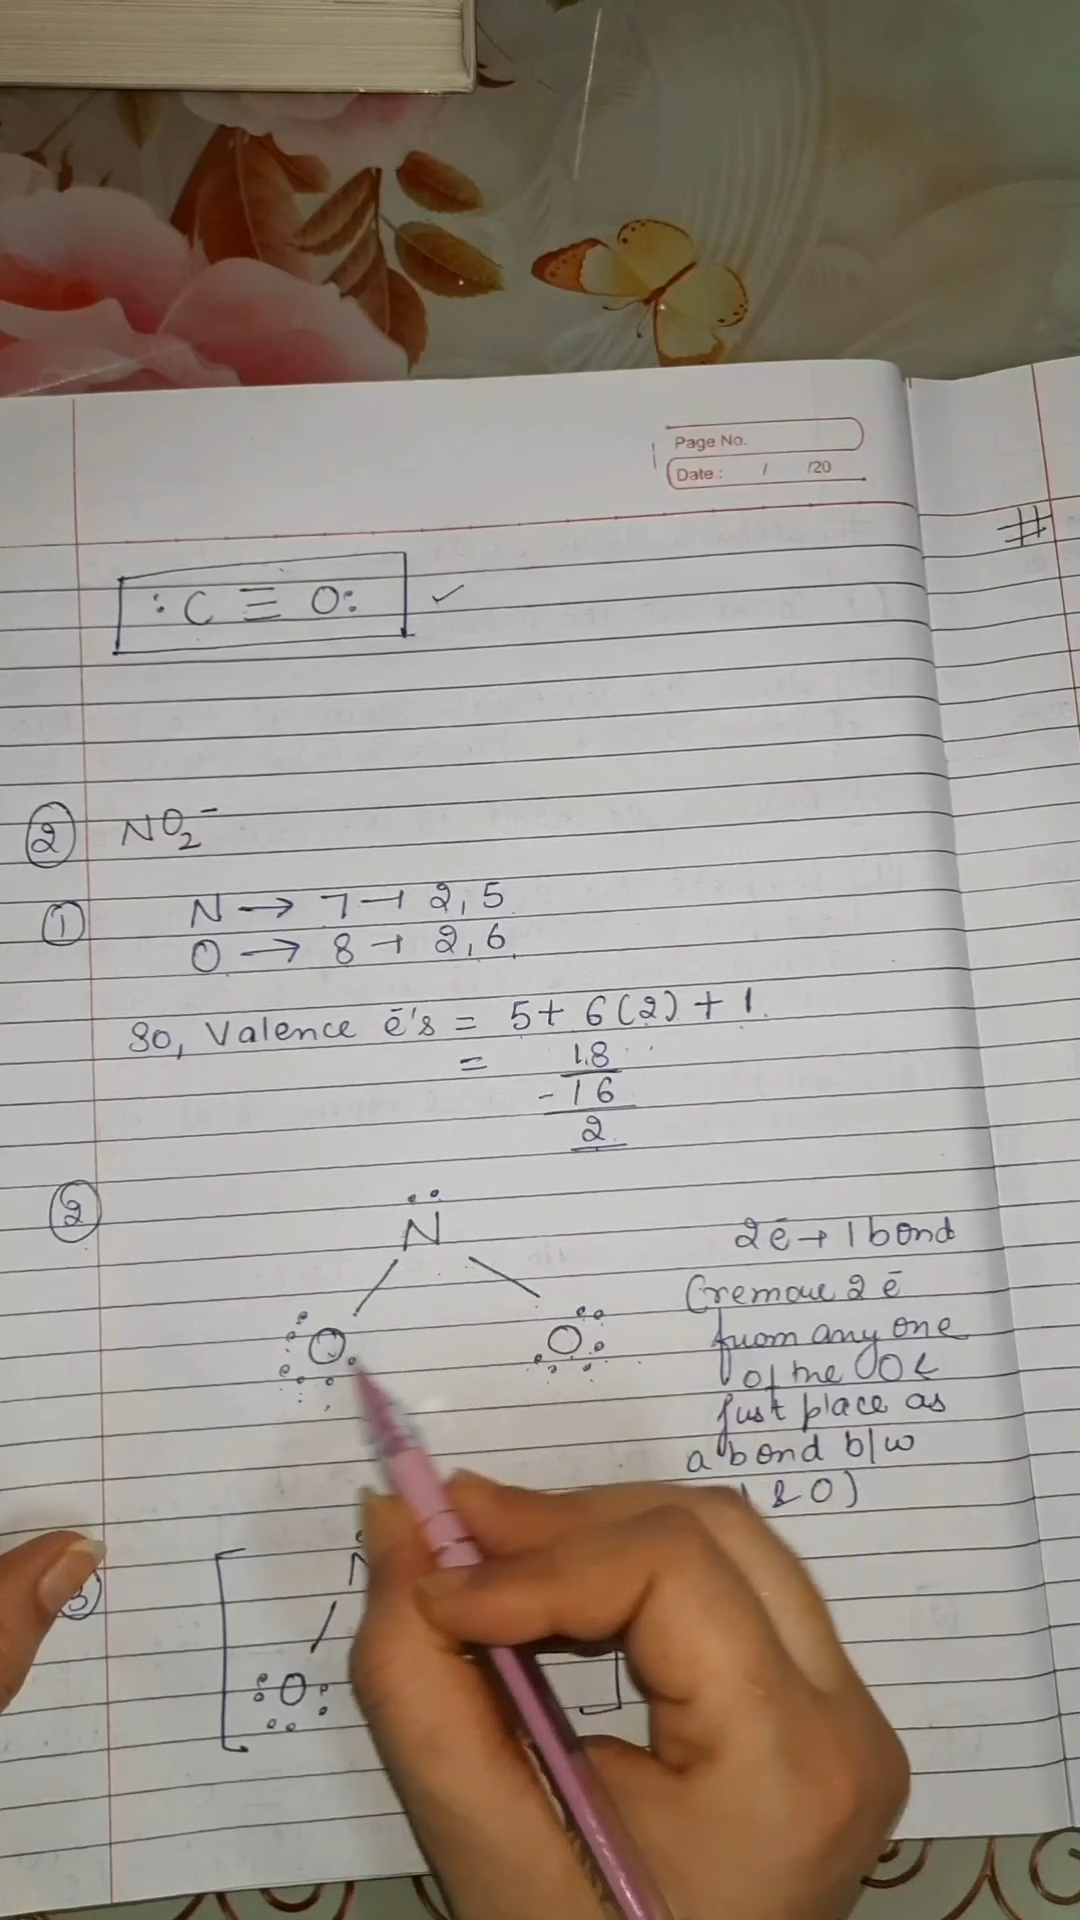 Page No.
Date : / /20
#
:C ≡ O: ✓
② NO₂⁻
① N → 7 → 2, 5
O → 8 → 2, 6
So, Valence ē's = 5 + 6(2) + 1
= 18
- 16
2
②
N
O O
2ē → 1 bond
(remove 2ē
from any one
of the O &
just place as
a bond b/w
& O)
3
N
O